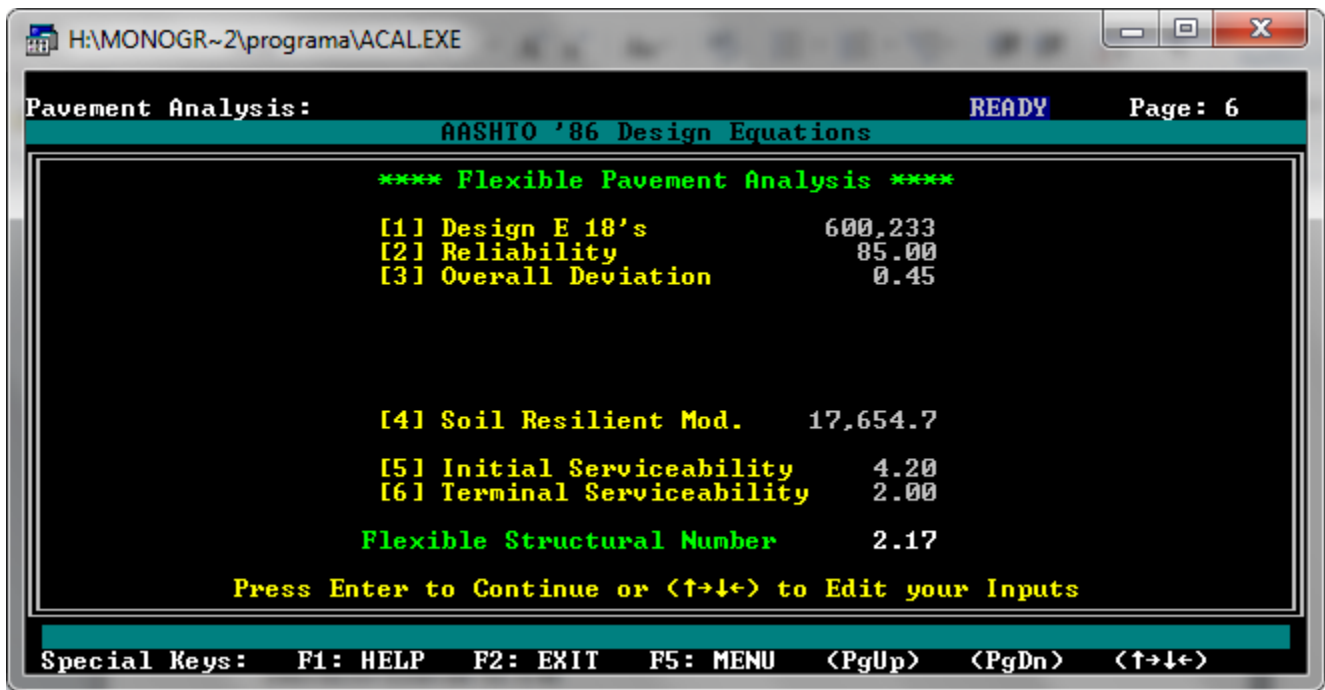 H:\MONOGR~2\programa\ACAL.EXE
Pavement Analysis: READY Page: 6
AASHTO '86 Design Equations
**** Flexible Pavement Analysis ****
[1] Design E 18's 600,233
[2] Reliability 85.00
[3] Overall Deviation 0.45
[4] Soil Resilient Mod. 17,654.7
[5] Initial Serviceability 4.20
[6] Terminal Serviceability 2.00
Flexible Structural Number 2.17
Press Enter to Continue or (↑→↓←) to Edit your Inputs
Special Keys: F1: HELP F2: EXIT F5: MENU (PgUp) (PgDn) (↑→↓←)